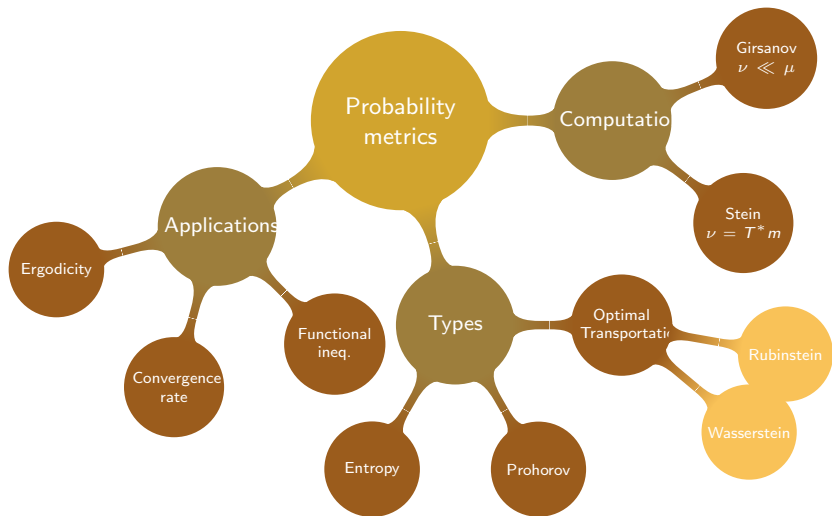 Probability
metrics
Computatio
Girsanov
ν ≪ μ
Stein
ν = T* m
Applications
Ergodicity
Convergence
rate
Functional
ineq.
Types
Entropy
Prohorov
Optimal
Transportatio
Rubinstein
Wasserstein